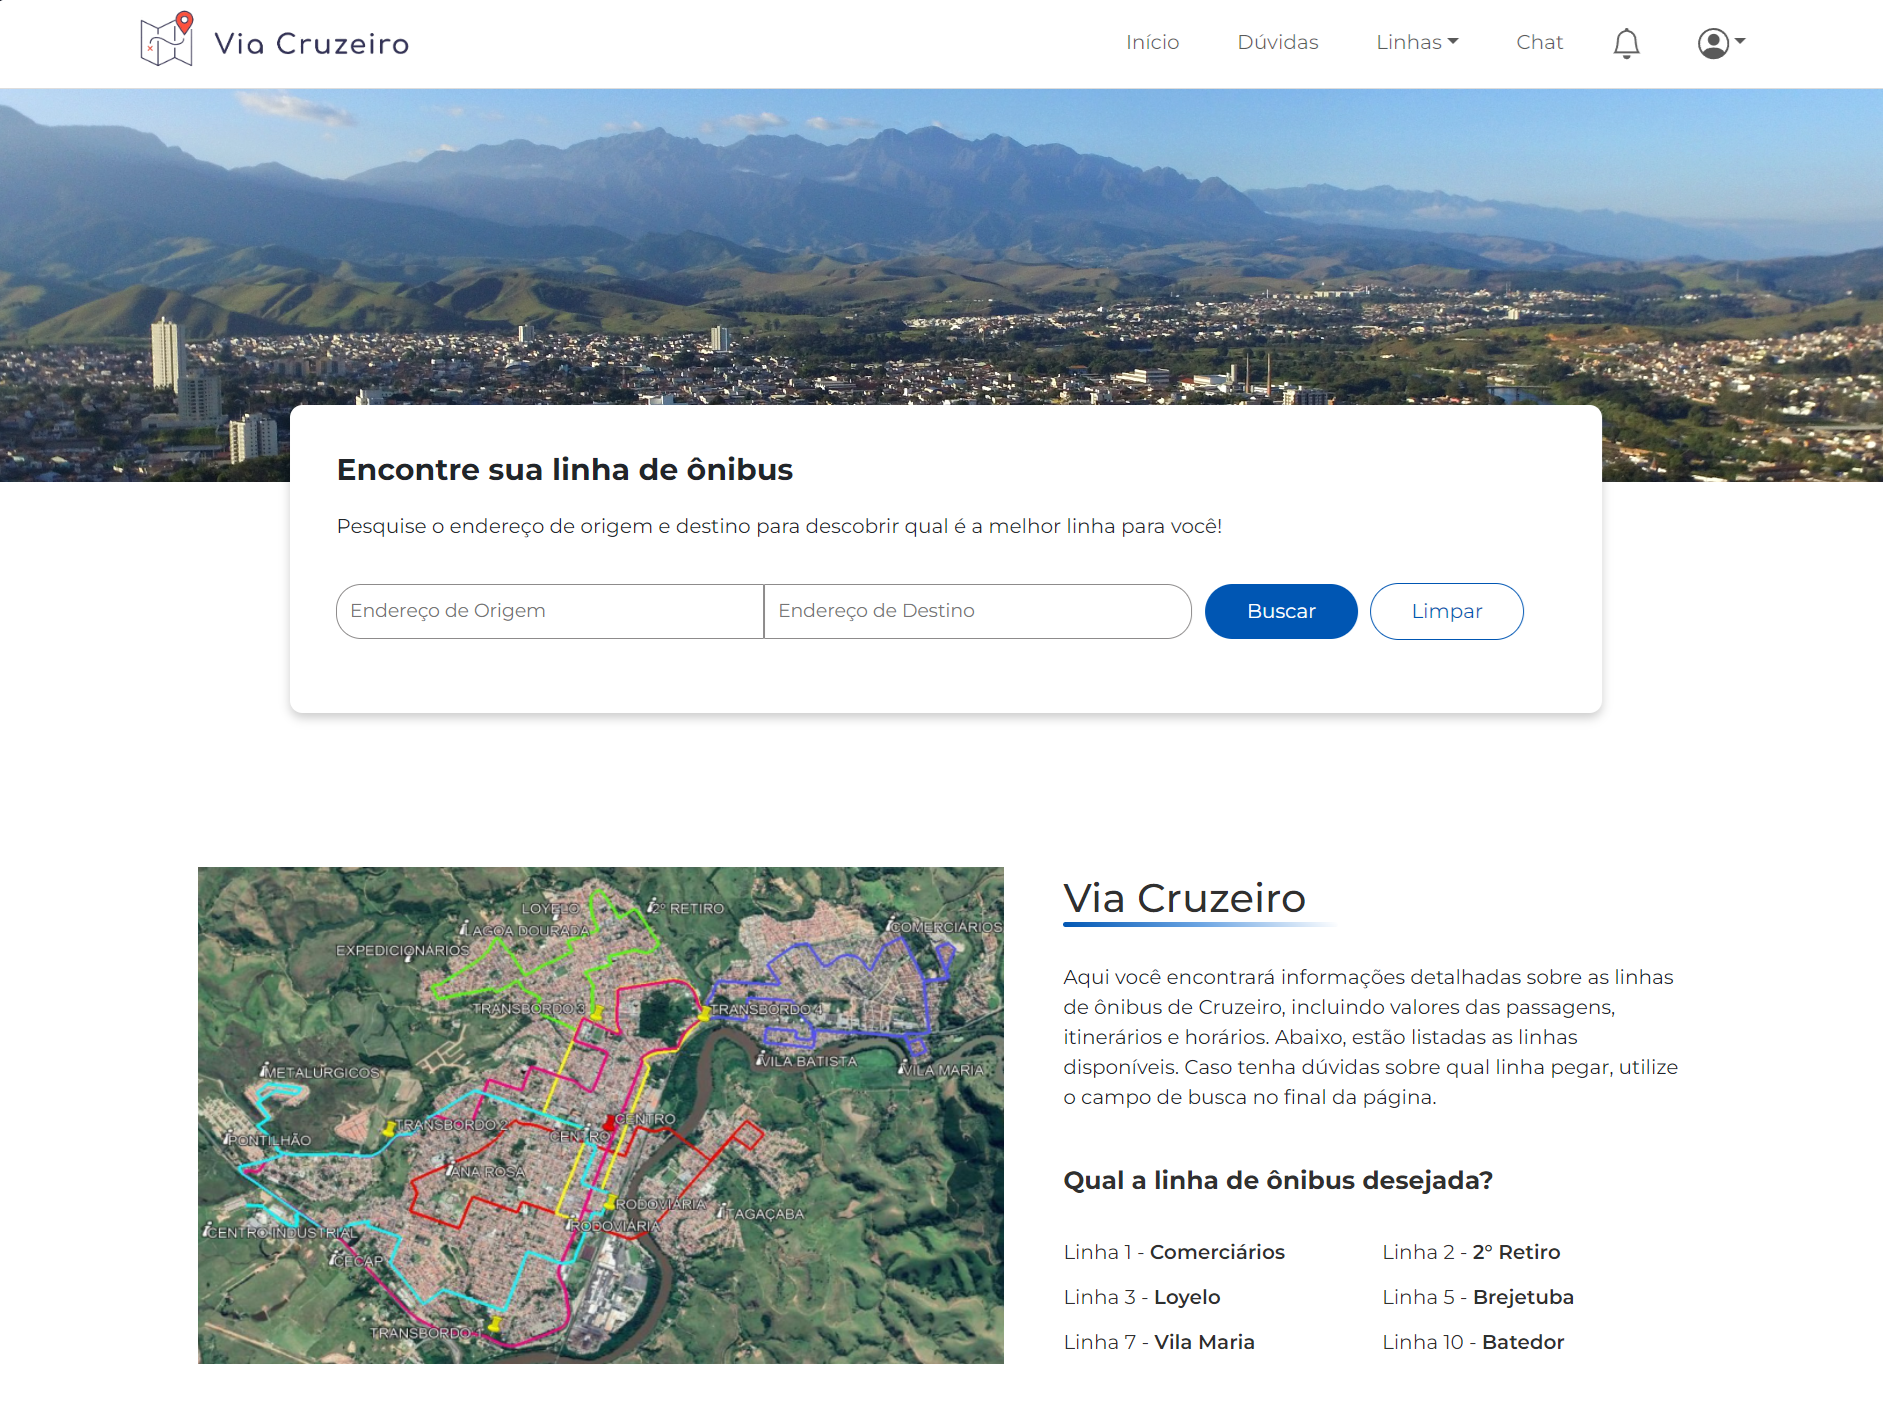 Via Cruzeiro
Início
Dúvidas
Linhas
Chat
Encontre sua linha de ônibus
Pesquise o endereço de origem e destino para descobrir qual é a melhor linha para você!
Endereço de Origem
Endereço de Destino
Buscar
Limpar
LOYELO
2º RETIRO
LAGOA DOURADA
COMERCIÁRIOS
EXPEDICIONÁRIOS
TRANSBORDO 3
TRANSBORDO 4
VILA BATISTA
VILA MARIA
METALÚRGICOS
TRANSBORDO 2
CENTRO
CENTRO
PONTILHÃO
ANA ROSA
RODOVIÁRIA
ITAGAÇABA
RODOVIÁRIA
CENTRO INDUSTRIAL
CECAP
TRANSBORDO 1
Via Cruzeiro
Aqui você encontrará informações detalhadas sobre as linhas
de ônibus de Cruzeiro, incluindo valores das passagens,
itinerários e horários. Abaixo, estão listadas as linhas
disponíveis. Caso tenha dúvidas sobre qual linha pegar, utilize
o campo de busca no final da página.
Qual a linha de ônibus desejada?
Linha 1 - Comerciários
Linha 2 - 2° Retiro
Linha 3 - Loyelo
Linha 5 - Brejetuba
Linha 7 - Vila Maria
Linha 10 - Batedor